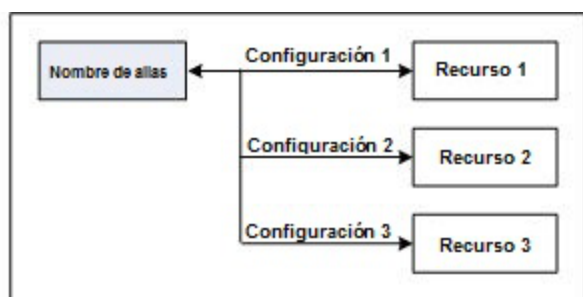 Nombre de alias
Configuración 1
Recurso 1
Configuración 2
Recurso 2
Configuración 3
Recurso 3